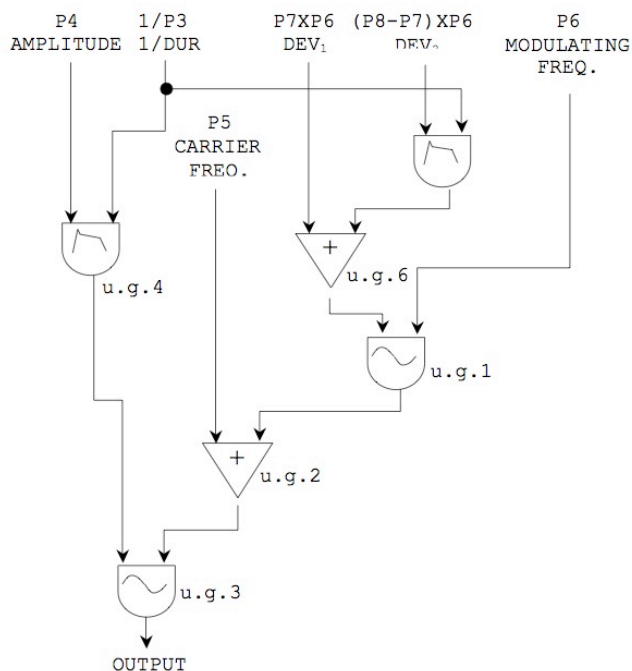 P4
AMPLITUDE
1/P3
1/DUR
P7XP6
DEV₁
(P8-P7)XP6
DEV₂
P6
MODULATING
FREQ.
P5
CARRIER
FREQ.
+
u.g.6
u.g.4
u.g.1
+
u.g.2
u.g.3
OUTPUT